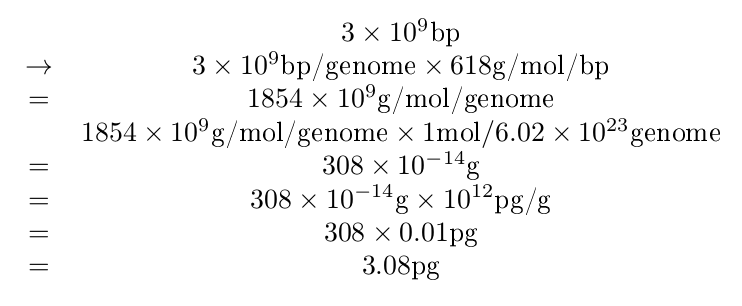 3 × 10⁹bp
→ 3 × 10⁹bp/genome × 618g/mol/bp
= 1854 × 10⁹g/mol/genome
1854 × 10⁹g/mol/genome × 1mol/6.02 × 10²³genome
= 308 × 10⁻¹⁴g
= 308 × 10⁻¹⁴g × 10¹²pg/g
= 308 × 0.01pg
= 3.08pg